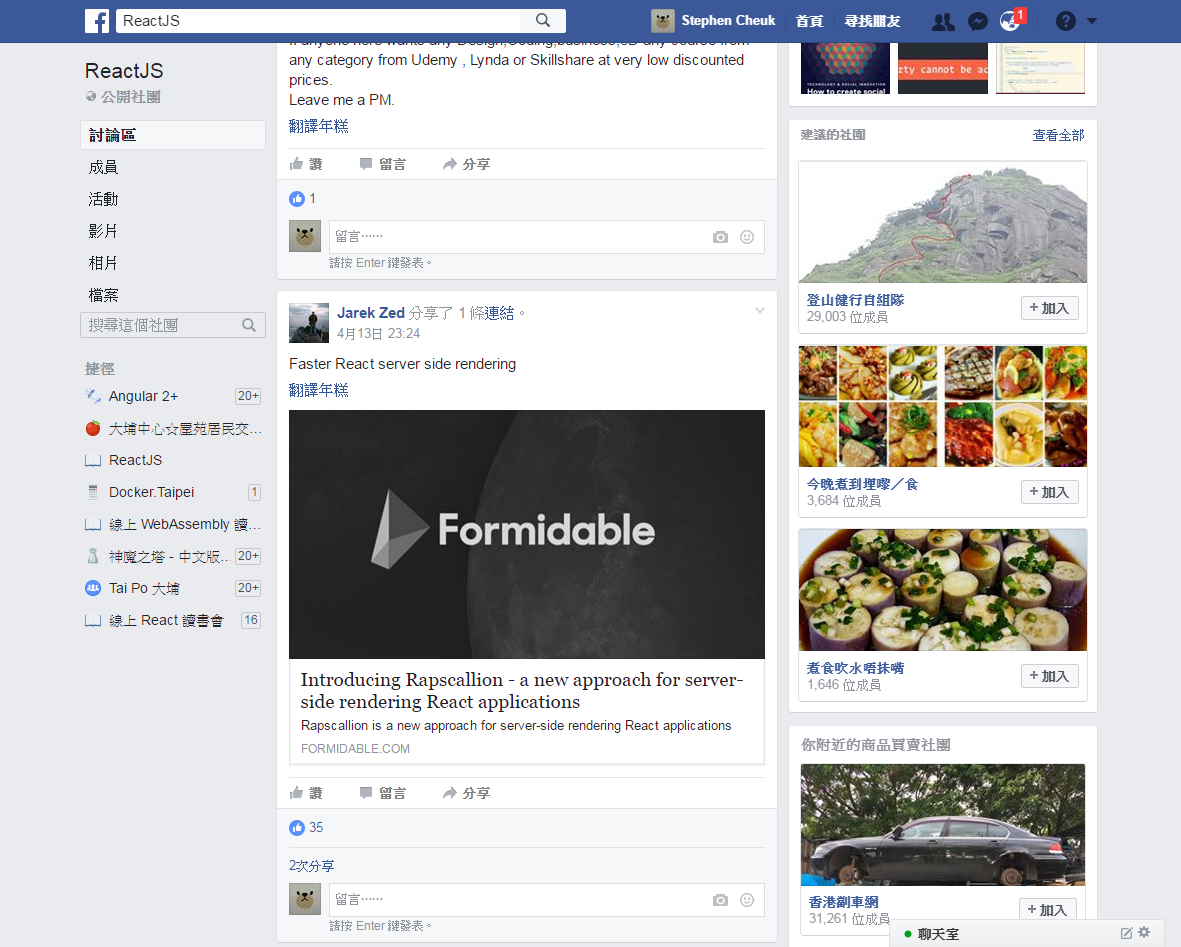 ReactJS
Stephen Cheuk
首頁
尋找朋友
1
ReactJS
公開社團
討論區
成員
活動
影片
相片
檔案
搜尋這個社團
捷徑
Angular 2+
20+
大埔中心☆屋苑居民交...
ReactJS
Docker.Taipei
1
線上 WebAssembly 讀...
神魔之塔 - 中文版...
20+
Tai Po 大埔
20+
線上 React 讀書會
16
any category from Udemy , Lynda or Skillshare at very low discounted
prices.
Leave me a PM.
翻譯年糕
讚
留言
分享
1
留言⋯⋯
請按 Enter 鍵發表。
Jarek Zed 分享了 1 條連結。
4月13日 23:24
Faster React server side rendering
翻譯年糕
Formidable
Introducing Rapscallion - a new approach for server-
side rendering React applications
Rapscallion is a new approach for server-side rendering React applications
FORMIDABLE.COM
讚
留言
分享
35
2次分享
留言⋯⋯
請按 Enter 鍵發表。
TECHNOLOGY & SOCIAL INNOVATION
How to create social
rty cannot be ac
建議的社團
查看全部
登山健行自組隊
29,003 位成員
+ 加入
今晚煮到埋嚟／食
3,684 位成員
+ 加入
煮食吹水唔抹嘴
1,646 位成員
+ 加入
你附近的商品買賣社團
香港劏車網
31,261 位成員
+ 加入
聊天室